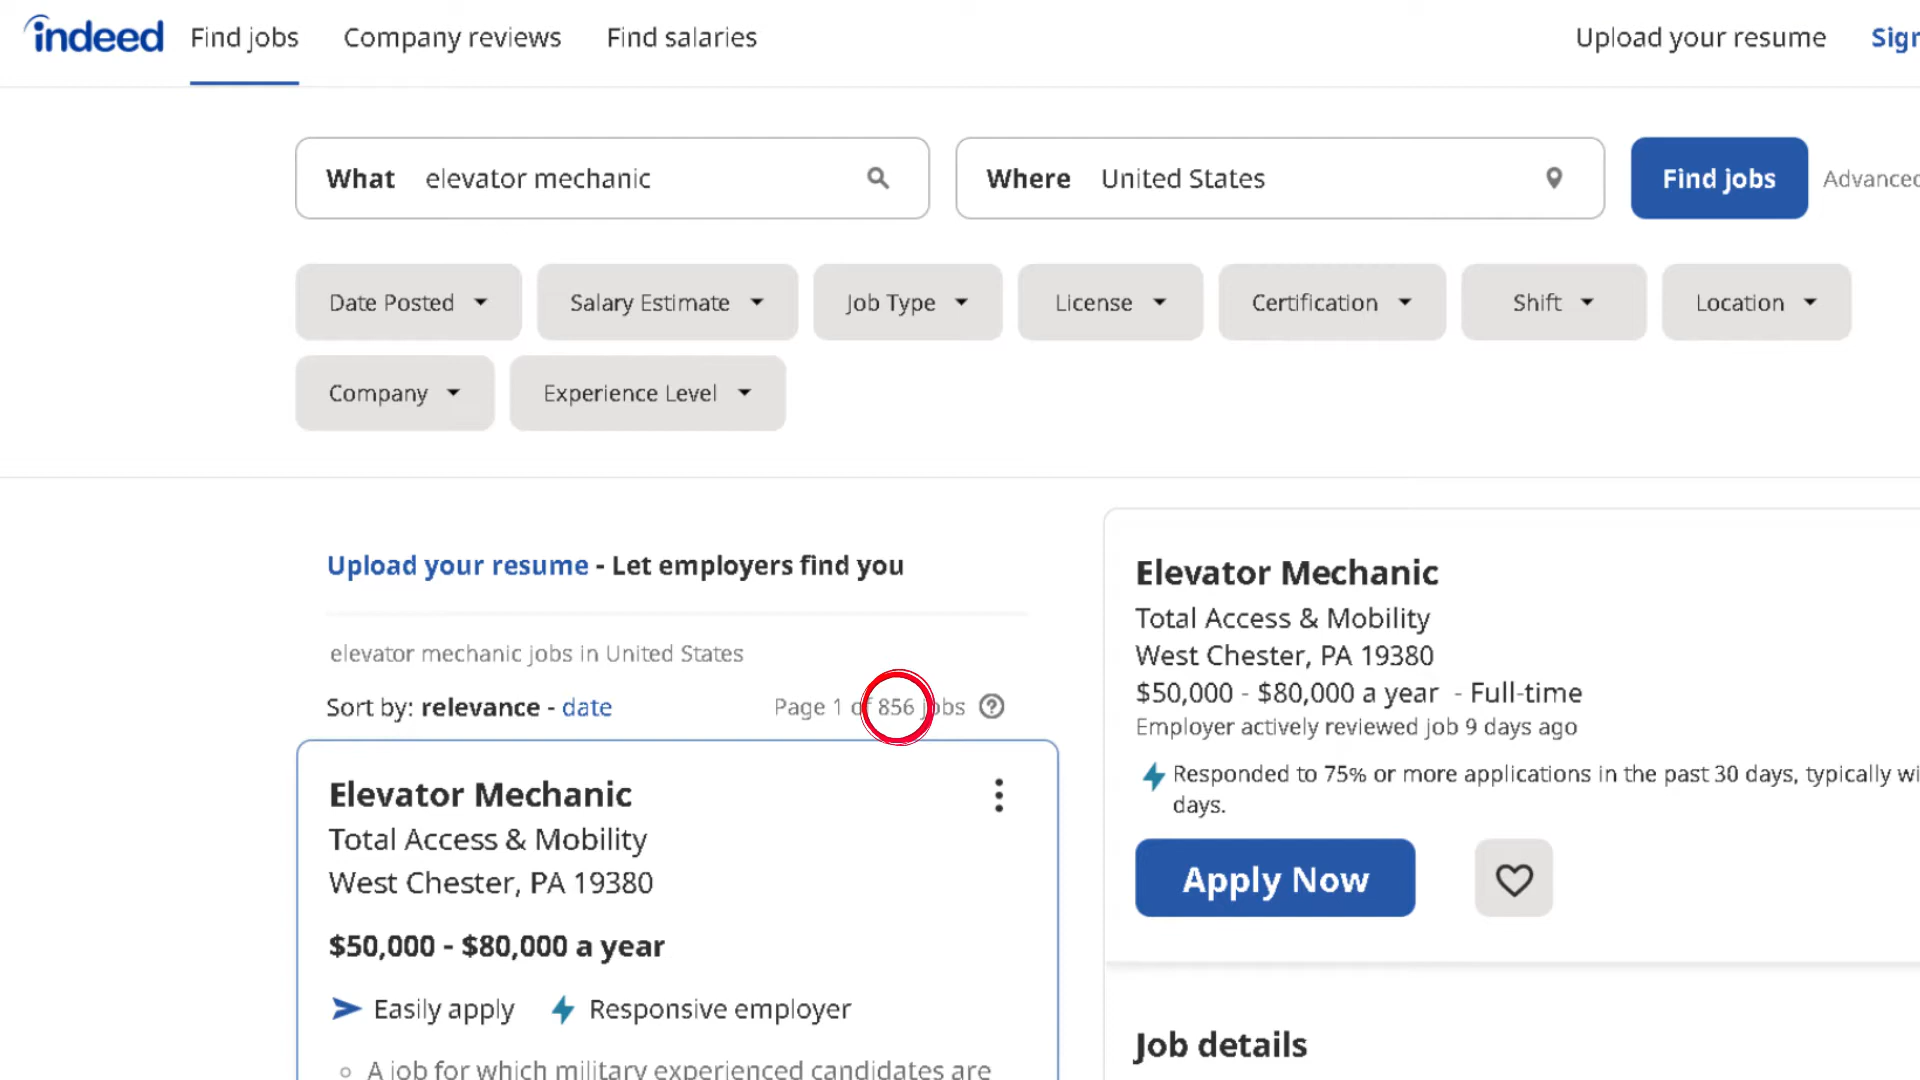 indeed Find jobs Company reviews Find salaries Upload your resume Sign
What elevator mechanic Where United States Find jobs Advanced
Date Posted Salary Estimate Job Type License Certification Shift Location
Company Experience Level
Upload your resume - Let employers find you
elevator mechanic jobs in United States
Sort by: relevance - date Page 1 of 856 jobs ?
Elevator Mechanic
Total Access & Mobility
West Chester, PA 19380
$50,000 - $80,000 a year
Easily apply Responsive employer
A job for which military experienced candidates are
Elevator Mechanic
Total Access & Mobility
West Chester, PA 19380
$50,000 - $80,000 a year - Full-time
Employer actively reviewed job 9 days ago
Responded to 75% or more applications in the past 30 days, typically wi
days.
Apply Now
Job details